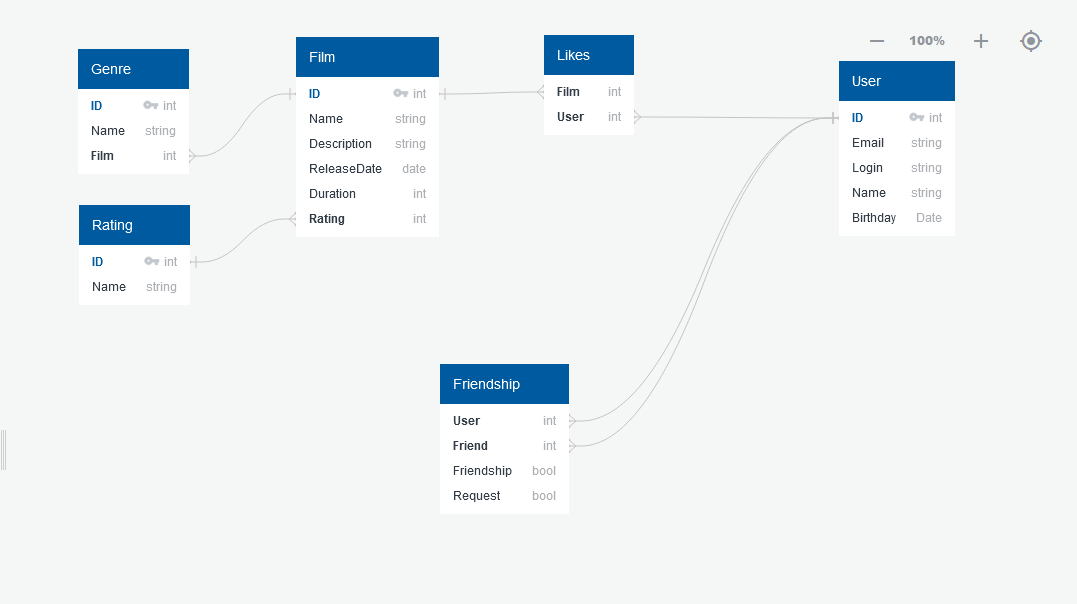 100%
Genre
ID int
Name string
Film int
Film
ID int
Name string
Description string
ReleaseDate date
Duration int
Rating int
Likes
Film int
User int
User
ID int
Email string
Login string
Name string
Birthday Date
Rating
ID int
Name string
Friendship
User int
Friend int
Friendship bool
Request bool